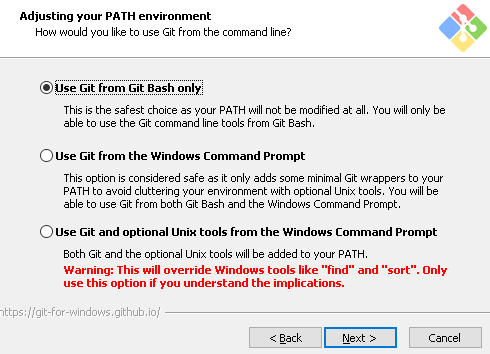 Adjusting your PATH environment
How would you like to use Git from the command line?
Use Git from Git Bash only
This is the safest choice as your PATH will not be modified at all. You will only be
able to use the Git command line tools from Git Bash.
Use Git from the Windows Command Prompt
This option is considered safe as it only adds some minimal Git wrappers to your
PATH to avoid cluttering your environment with optional Unix tools. You will be
able to use Git from both Git Bash and the Windows Command Prompt.
Use Git and optional Unix tools from the Windows Command Prompt
Both Git and the optional Unix tools will be added to your PATH.
Warning: This will override Windows tools like "find" and "sort". Only
use this option if you understand the implications.
https://git-for-windows.github.io/
< Back Next > Cancel